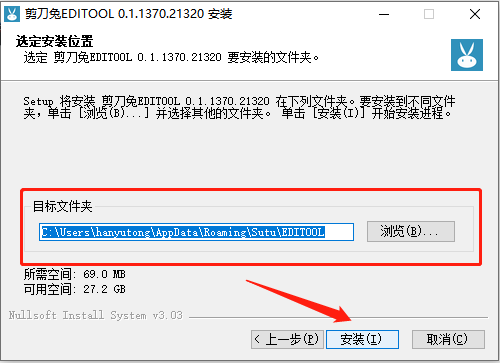 剪刀兔EDITOOL 0.1.1370.21320 安装
选定安装位置
选定 剪刀兔EDITOOL 0.1.1370.21320 要安装的文件夹。
Setup 将安装 剪刀兔EDITOOL 0.1.1370.21320 在下列文件夹。要安装到不同文件
夹，单击 [浏览(B)...] 并选择其他的文件夹。 单击 [安装(I)] 开始安装进程。
目标文件夹
C:\Users\hanyutong\AppData\Roaming\Sutu\EDITOOL
浏览(B)...
所需空间: 69.0 MB
可用空间: 27.2 GB
Nullsoft Install System v3.03
< 上一步(P) 安装(I) 取消(C)